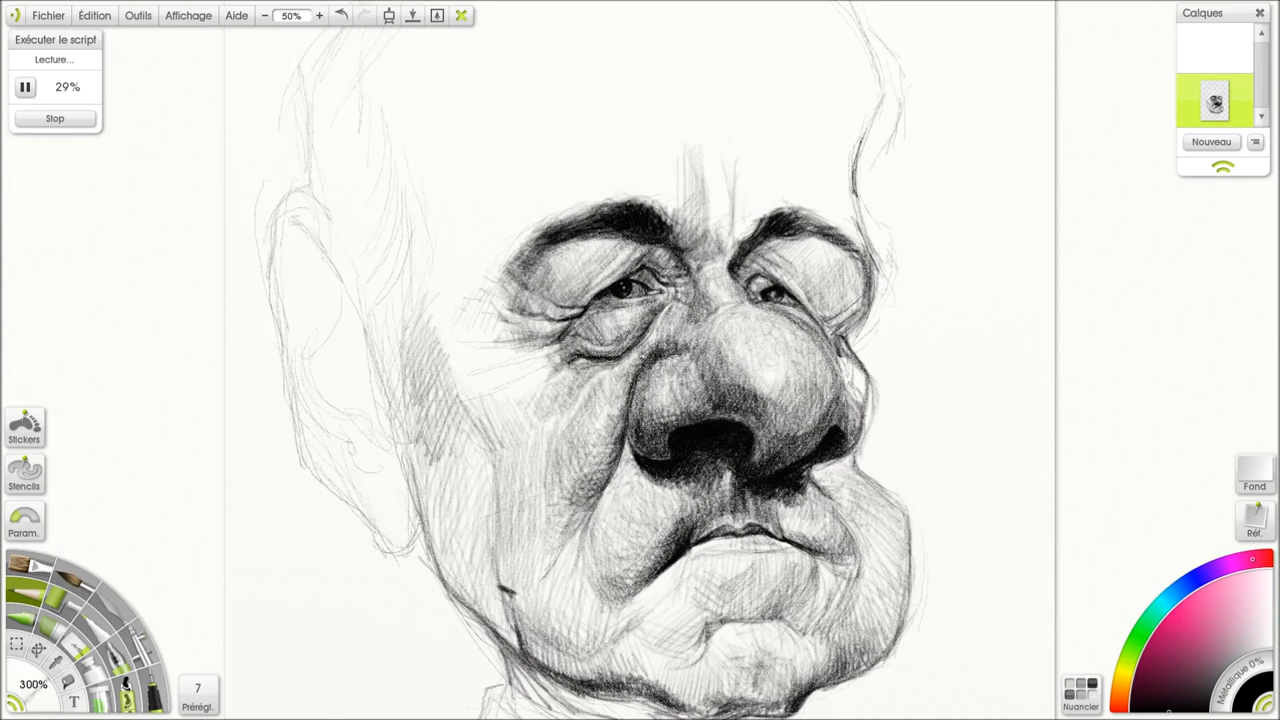 Fichier Édition Outils Affichage Aide − 50% +
Exécuter le script
Lecture...
29%
Stop
Calques
Nouveau
Stickers
Stencils
Param.
300%
T
7
Prérégl.
Fond
Réf.
Nuancier
Métallique 0%